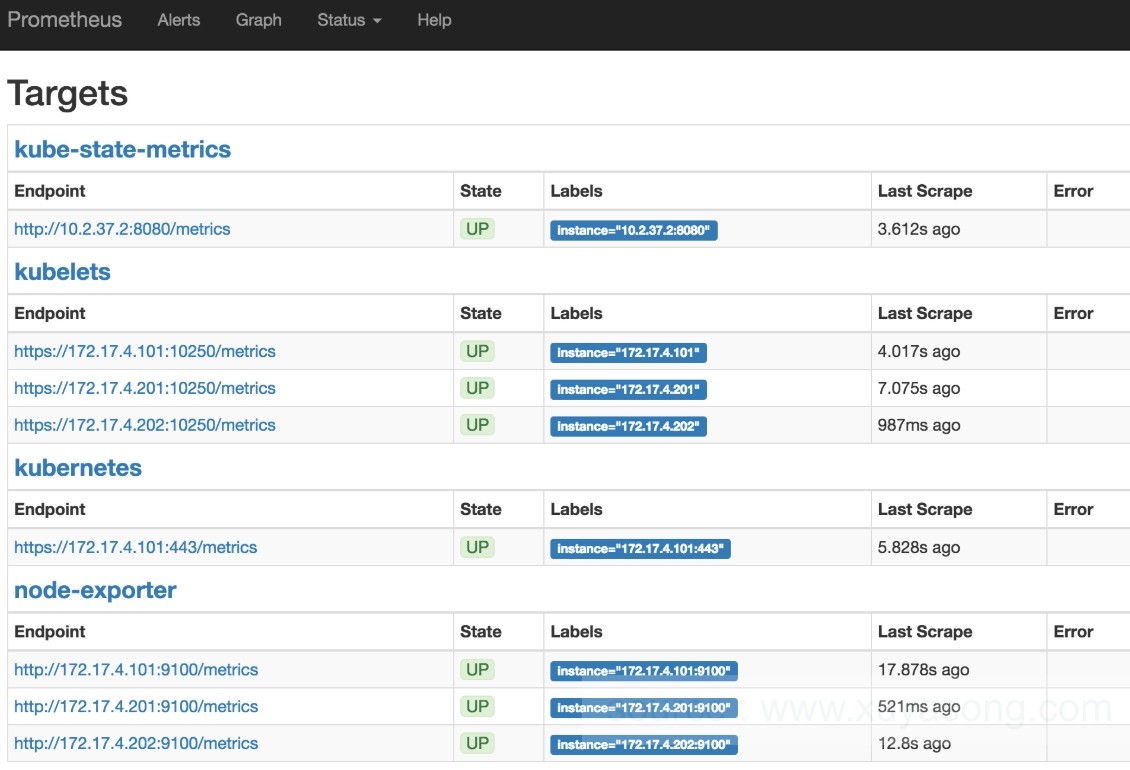 Prometheus Alerts Graph Status Help
Targets
kube-state-metrics
Endpoint State Labels Last Scrape Error
http://10.2.37.2:8080/metrics UP instance="10.2.37.2:8080" 3.612s ago
kubelets
Endpoint State Labels Last Scrape Error
https://172.17.4.101:10250/metrics UP instance="172.17.4.101" 4.017s ago
https://172.17.4.201:10250/metrics UP instance="172.17.4.201" 7.075s ago
https://172.17.4.202:10250/metrics UP instance="172.17.4.202" 987ms ago
kubernetes
Endpoint State Labels Last Scrape Error
https://172.17.4.101:443/metrics UP instance="172.17.4.101:443" 5.828s ago
node-exporter
Endpoint State Labels Last Scrape Error
http://172.17.4.101:9100/metrics UP instance="172.17.4.101:9100" 17.878s ago
http://172.17.4.201:9100/metrics UP instance="172.17.4.201:9100" 521ms ago
http://172.17.4.202:9100/metrics UP instance="172.17.4.202:9100" 12.8s ago